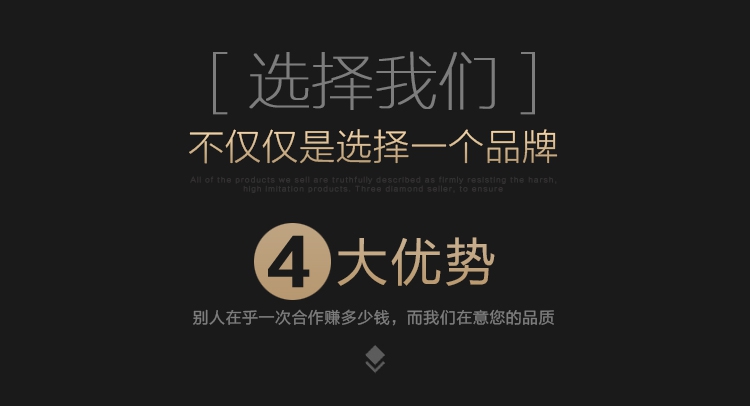 [ 选择我们 ]
不仅仅是选择一个品牌
All of the products we sell are truthfully described as firmly resisting the harsh,
high imitation products. Three diamond seller, to ensure
4大优势
别人在乎一次合作赚多少钱，而我们在意您的品质